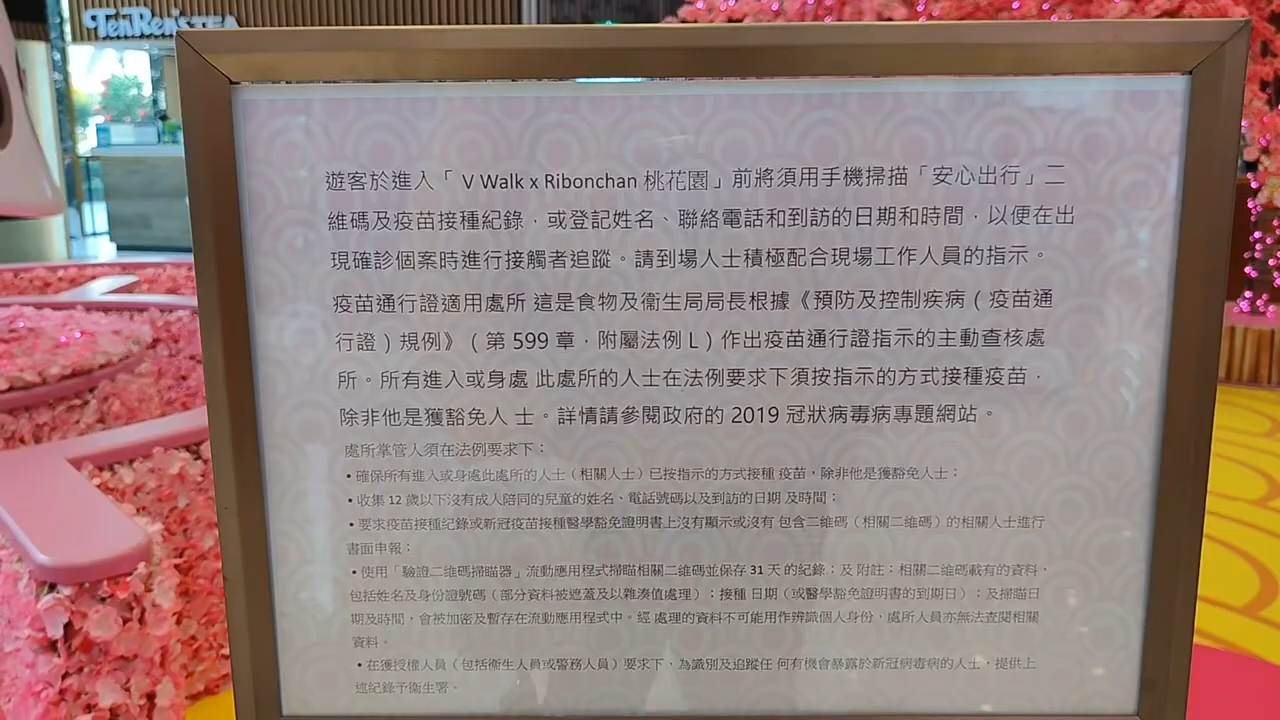 TenRen's TEA
遊客於進入「 V Walk x Ribonchan 桃花園」前將須用手機掃描「安心出行」二
維碼及疫苗接種紀錄，或登記姓名、聯絡電話和到訪的日期和時間，以便在出
現確診個案時進行接觸者追蹤。請到場人士積極配合現場工作人員的指示。
疫苗通行證適用處所 這是食物及衞生局局長根據《預防及控制疾病（疫苗通
行證）規例》（第 599 章，附屬法例 L）作出疫苗通行證指示的主動查核處
所。所有進入或身處 此處所的人士在法例要求下須按指示的方式接種疫苗，
除非他是獲豁免人 士。詳情請參閱政府的 2019 冠狀病毒病專題網站。
處所掌管人須在法例要求下：
• 確保所有進入或身處此處所的人士（相關人士）已按指示的方式接種 疫苗，除非他是獲豁免人士；
• 收集 12 歲以下沒有成人陪同的兒童的姓名、電話號碼以及到訪的日期 及時間；
• 要求疫苗接種紀錄或新冠疫苗接種醫學豁免證明書上沒有顯示或沒有 包含二維碼（相關二維碼）的相關人士進行
書面申報；
• 使用「驗證二維碼掃瞄器」流動應用程式掃瞄相關二維碼並保存 31 天 的紀錄；及 附註：相關二維碼載有的資料，
包括姓名及身份證號碼（部分資料被遮蓋及以雜湊值處理）；接種 日期（或醫學豁免證明書的到期日）；及掃瞄日
期及時間，會被加密及暫存在流動應用程式中。經 處理的資料不可能用作辨識個人身份，處所人員亦無法查閱相關
資料。
• 在獲授權人員（包括衞生人員或警務人員）要求下，為識別及追蹤任 何有機會暴露於新冠病毒病的人士，提供上
述紀錄予衞生署。